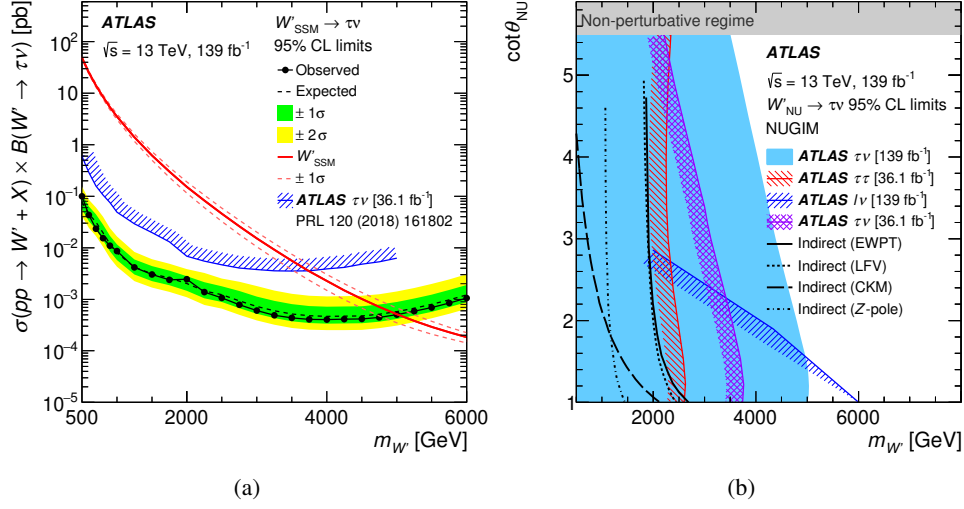 σ(pp → W' + X) × B(W' → τν) [pb]
10²
10
1
10⁻¹
10⁻²
10⁻³
10⁻⁴
10⁻⁵
ATLAS
√s = 13 TeV, 139 fb⁻¹
W'SSM → τν
95% CL limits
Observed
Expected
± 1σ
± 2σ
W'SSM
± 1σ
ATLAS τν [36.1 fb⁻¹]
PRL 120 (2018) 161802
500 2000 4000 6000
m_W' [GeV]
(a)
cotθ_NU
Non-perturbative regime
5
4
3
2
1
ATLAS
√s = 13 TeV, 139 fb⁻¹
W'NU → τν 95% CL limits
NUGIM
ATLAS τν [139 fb⁻¹]
ATLAS ττ [36.1 fb⁻¹]
ATLAS lν [139 fb⁻¹]
ATLAS τν [36.1 fb⁻¹]
Indirect (EWPT)
Indirect (LFV)
Indirect (CKM)
Indirect (Z-pole)
2000 4000 6000
m_W' [GeV]
(b)